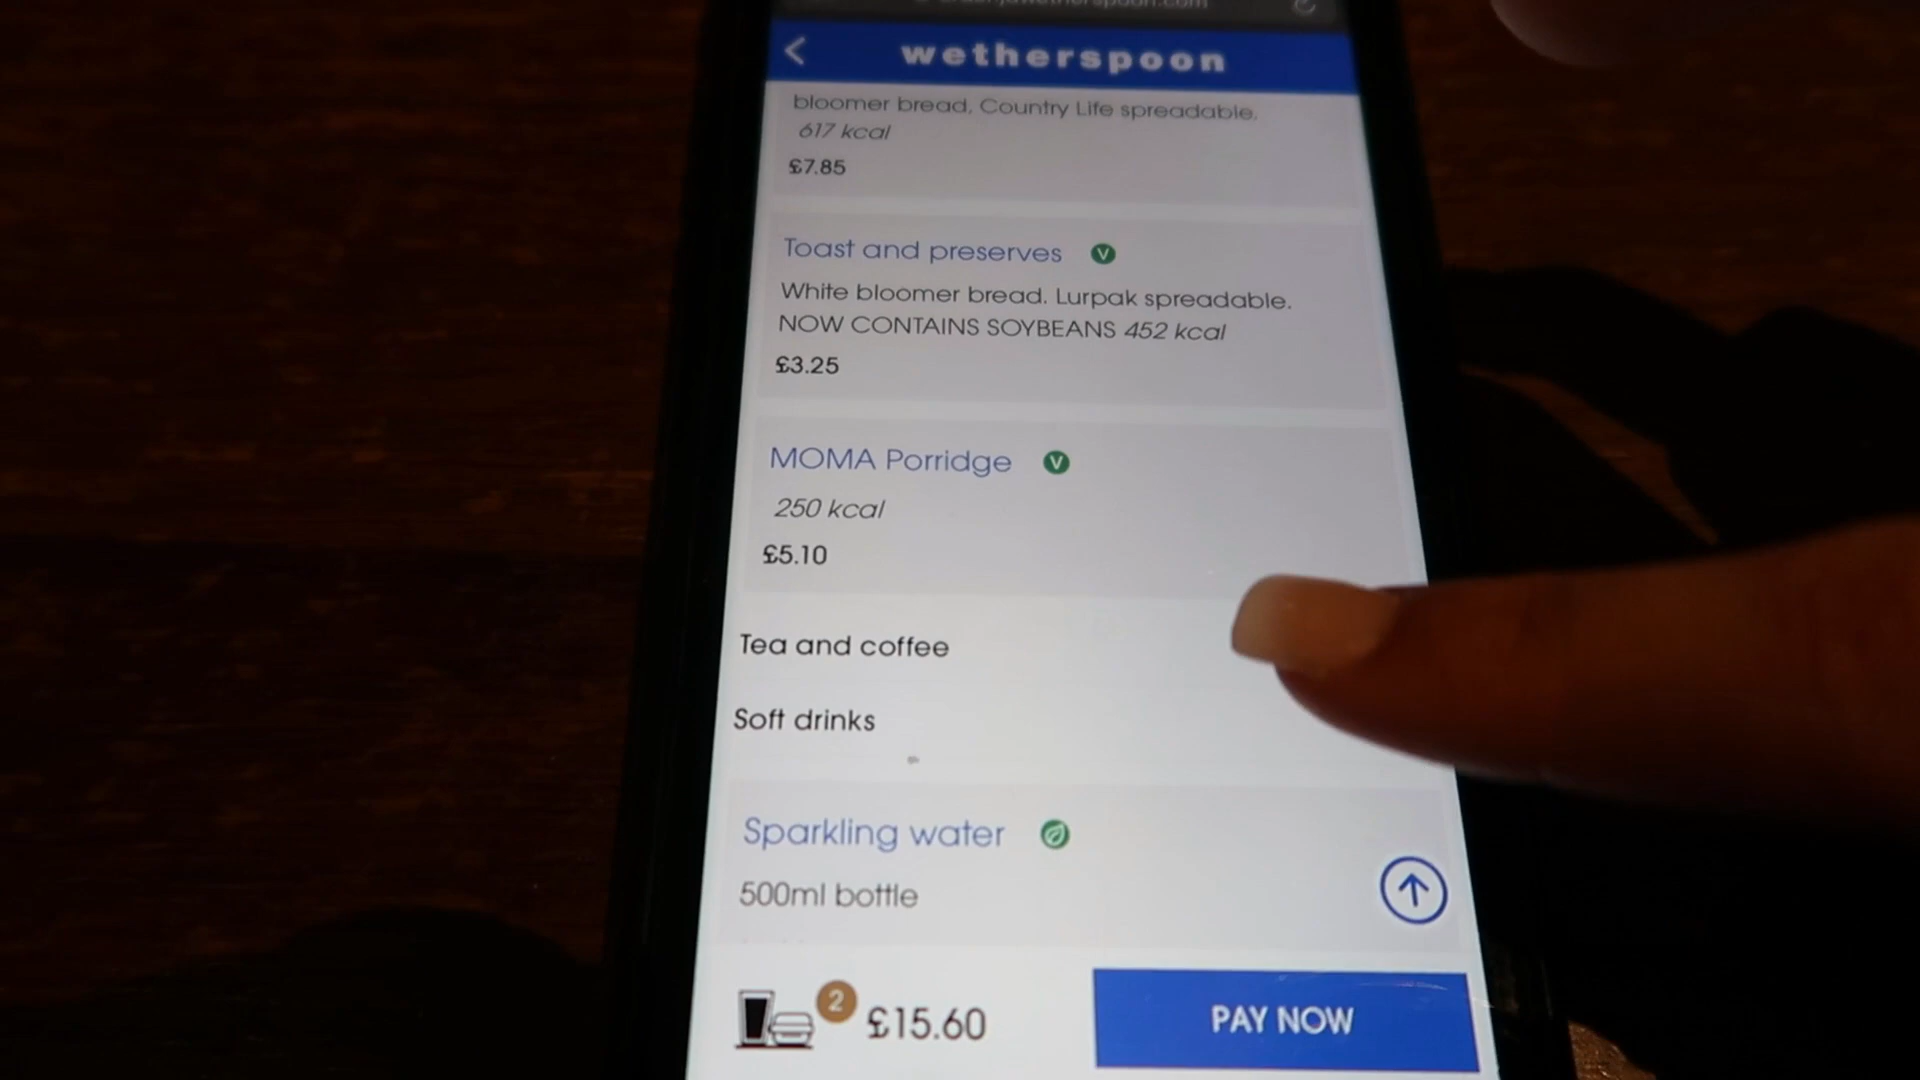 wetherspoon
bloomer bread, Country Life spreadable.
617 kcal
£7.85
Toast and preserves V
White bloomer bread. Lurpak spreadable.
NOW CONTAINS SOYBEANS 452 kcal
£3.25
MOMA Porridge V
250 kcal
£5.10
Tea and coffee
Soft drinks
Sparkling water
500ml bottle
2 £15.60
PAY NOW